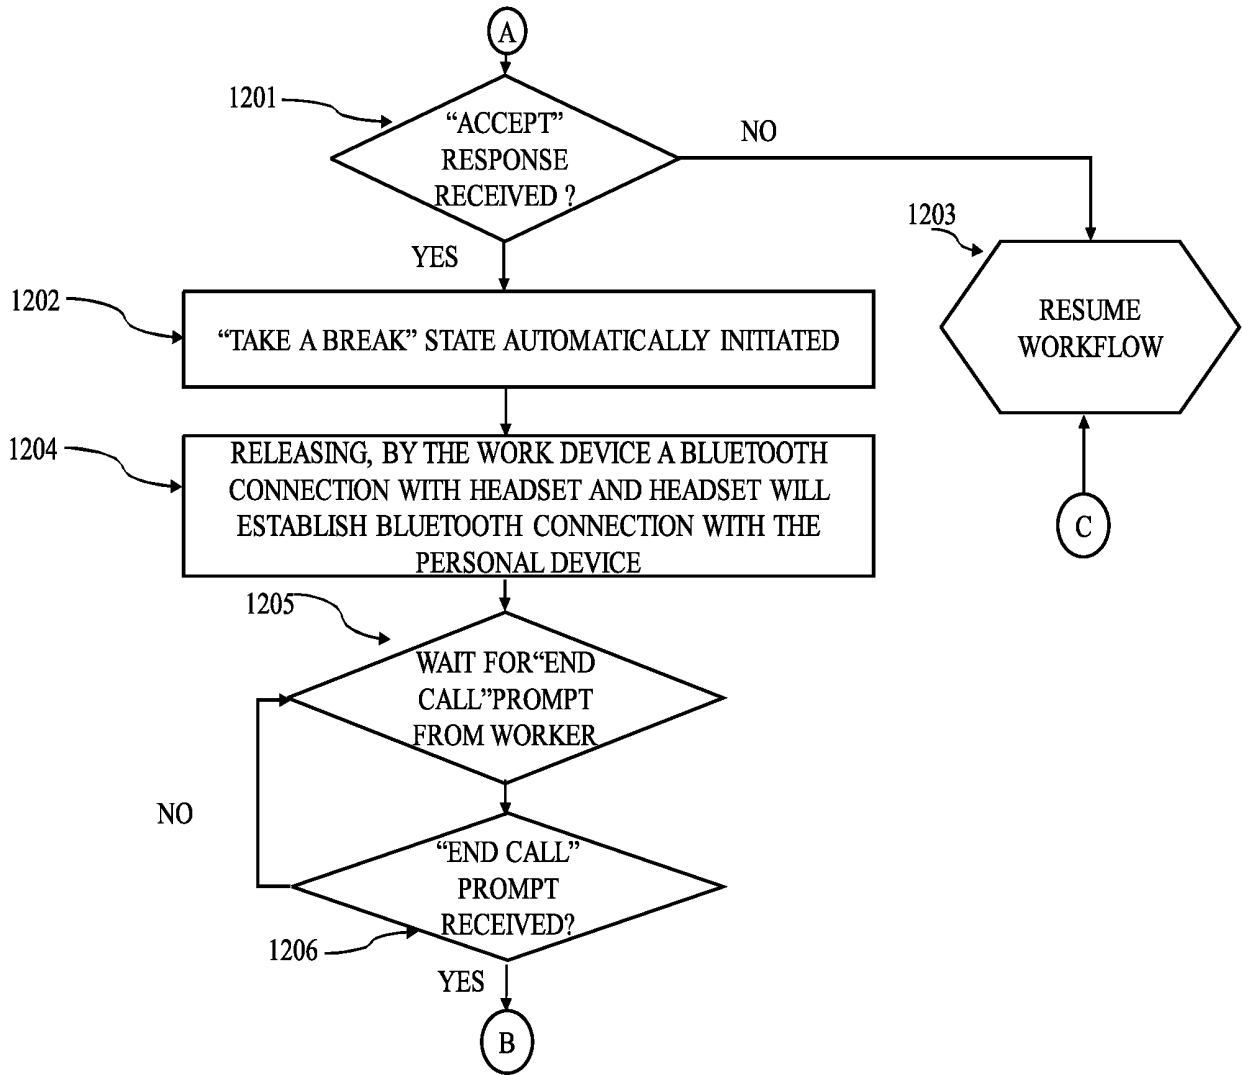 A
1201
“ACCEPT”
RESPONSE
RECEIVED ?
NO
YES
1203
RESUME
WORKFLOW
1202
“TAKE A BREAK” STATE AUTOMATICALLY INITIATED
1204
RELEASING, BY THE WORK DEVICE A BLUETOOTH
CONNECTION WITH HEADSET AND HEADSET WILL
ESTABLISH BLUETOOTH CONNECTION WITH THE
PERSONAL DEVICE
C
1205
WAIT FOR“END
CALL”PROMPT
FROM WORKER
NO
“END CALL”
PROMPT
RECEIVED?
1206
YES
B